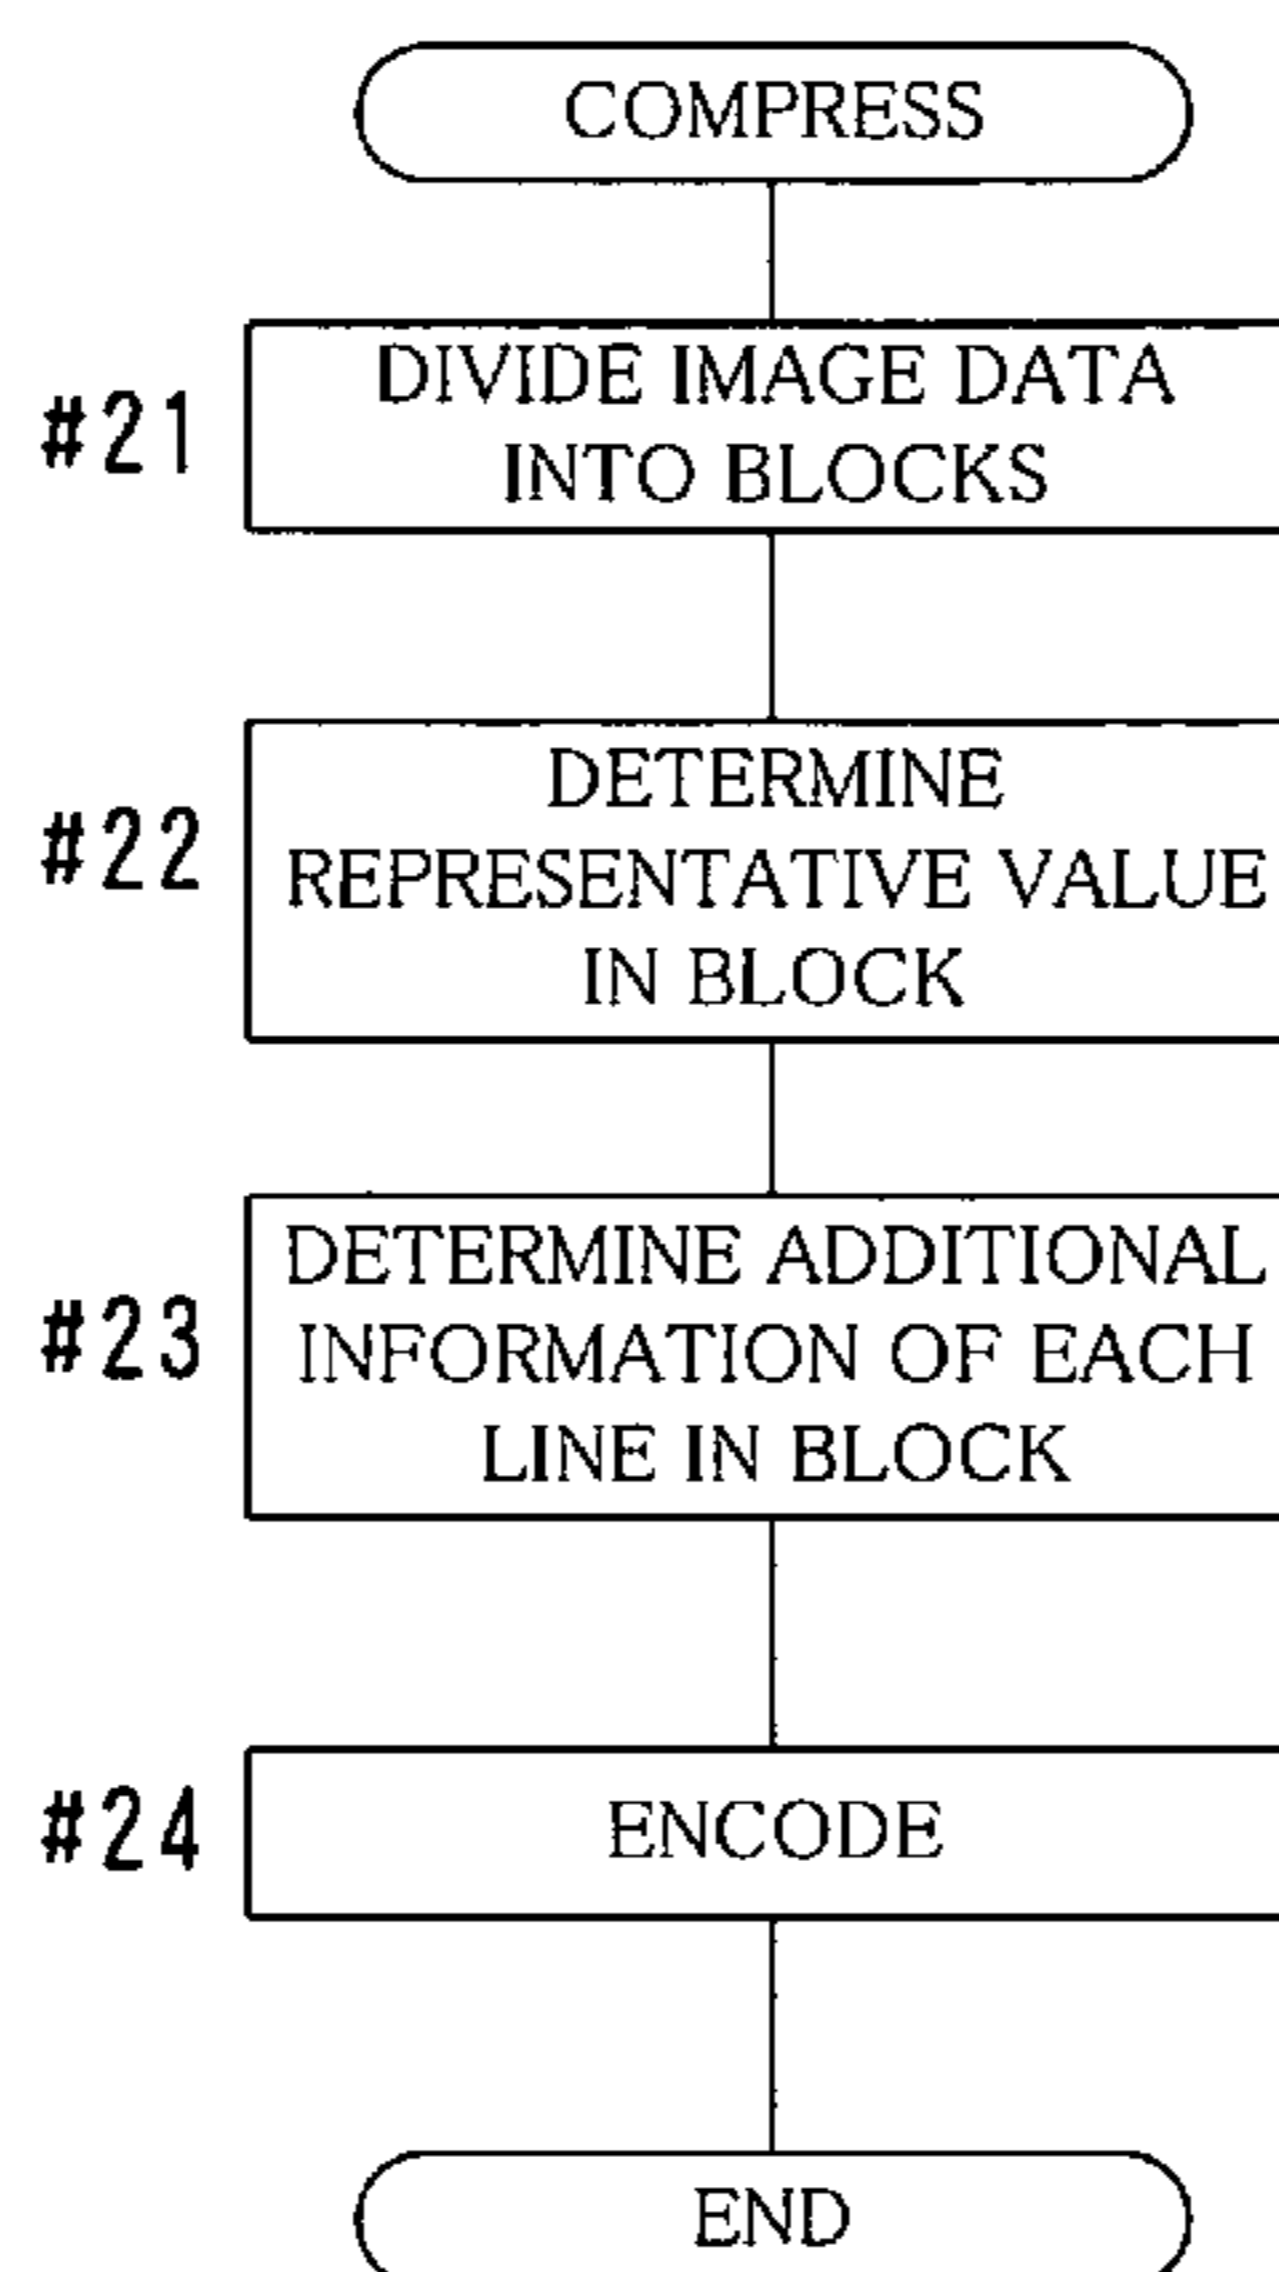 COMPRESS
#21
DIVIDE IMAGE DATA
INTO BLOCKS
#22
DETERMINE
REPRESENTATIVE VALUE
IN BLOCK
#23
DETERMINE ADDITIONAL
INFORMATION OF EACH
LINE IN BLOCK
#24
ENCODE
END